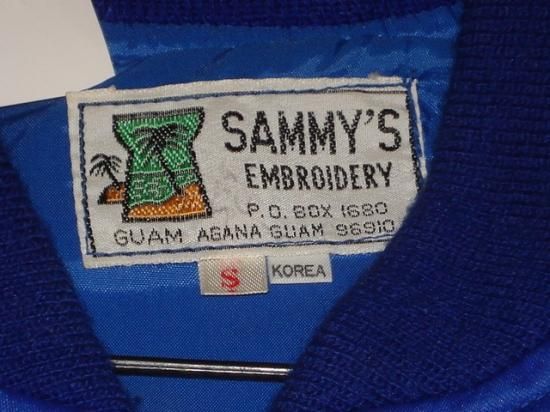 SAMMY'S
EMBROIDERY
P.O. BOX 1680
GUAM AGANA GUAM 96910
S KOREA